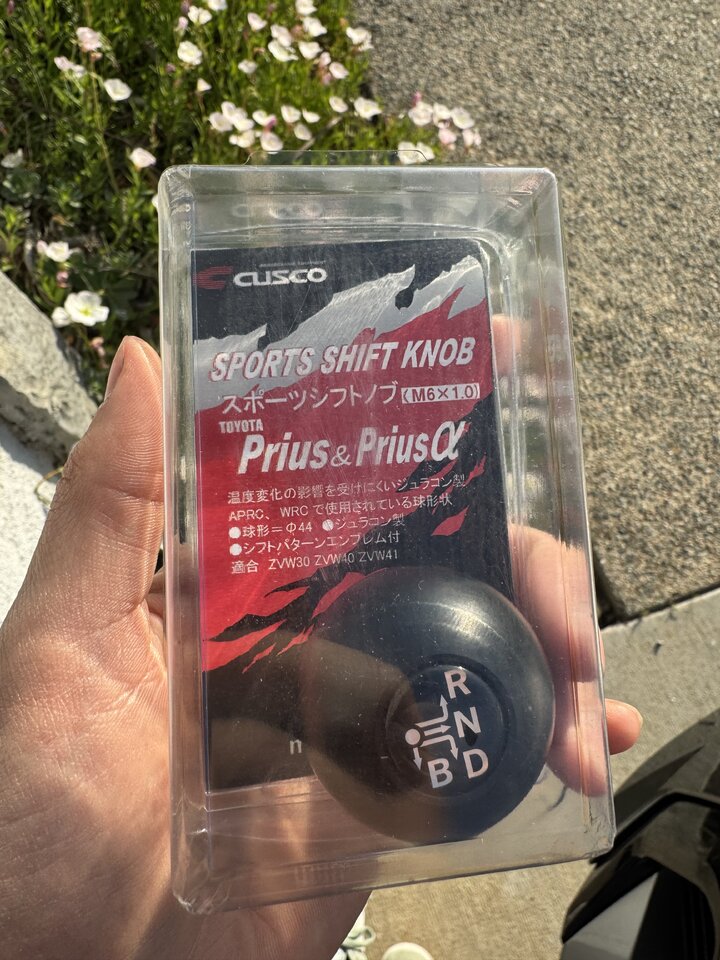 CUSCO
SPORTS SHIFT KNOB
スポーツシフトノブ(M6×1.0)
TOYOTA
Prius&Priusα
温度変化の影響を受けにくいジュラコン製
APRC、WRCで使用されている球形状
●球形=Φ44 ●ジュラコン製
●シフトパターンエンブレム付
適合 ZVW30 ZVW40 ZVW41
R
N
B D
n